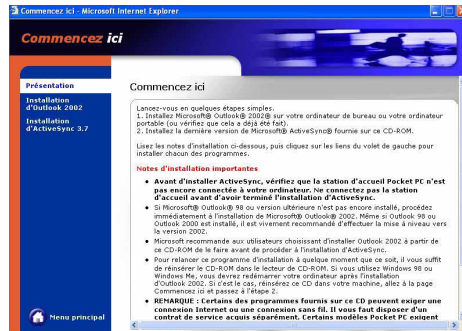 Commencez ici - Microsoft Internet Explorer
Commencez ici
Présentation
Installation
d'Outlook 2002
Installation
d'ActiveSync 3.7
Menu principal
Commencez ici
Lancez-vous en quelques étapes simples.
1. Installez Microsoft® Outlook® 2002® sur votre ordinateur de bureau ou votre ordinateur
portable (ou vérifiez que cela a déjà été fait).
2. Installez la dernière version de Microsoft® ActiveSync® fournie sur ce CD-ROM.
Lisez les notes d'installation ci-dessous, puis cliquez sur les liens du volet de gauche pour
installer chacun des programmes.
Notes d'installation importantes
• Avant d'installer ActiveSync, vérifiez que la station d'accueil Pocket PC n'est
pas encore connectée à votre ordinateur. Ne connectez pas la station
d'accueil avant d'avoir terminé l'installation d'ActiveSync.
• Si Microsoft® Outlook® 98 ou version ultérieure n'est pas encore installé, procédez
immédiatement à l'installation de Microsoft® Outlook® 2002. Même si Outlook 98 ou
Outlook 2000 est installé, il est vivement recommandé d'effectuer la mise à niveau vers
la version 2002.
• Microsoft recommande aux utilisateurs choisissant d'installer Outlook 2002 à partir de
ce CD-ROM de le faire avant de procéder à l'installation d'ActiveSync.
• Pour relancer ce programme d'installation à quelque moment que ce soit, il vous suffit
de réinsérer le CD-ROM dans le lecteur de CD-ROM. Si vous utilisez Windows 98 ou
Windows Me, vous devrez redémarrer votre ordinateur après l'installation
d'Outlook 2002. Si c'est le cas, réinsérez ce CD dans votre machine, allez à la page
Commencez ici et passez à l'étape 2.
• REMARQUE : Certains des programmes fournis sur ce CD peuvent exiger une
connexion Internet ou une connexion sans fil. Il vous faut disposer d'un
contrat de service acquis séparément. Certains modèles Pocket PC exigent